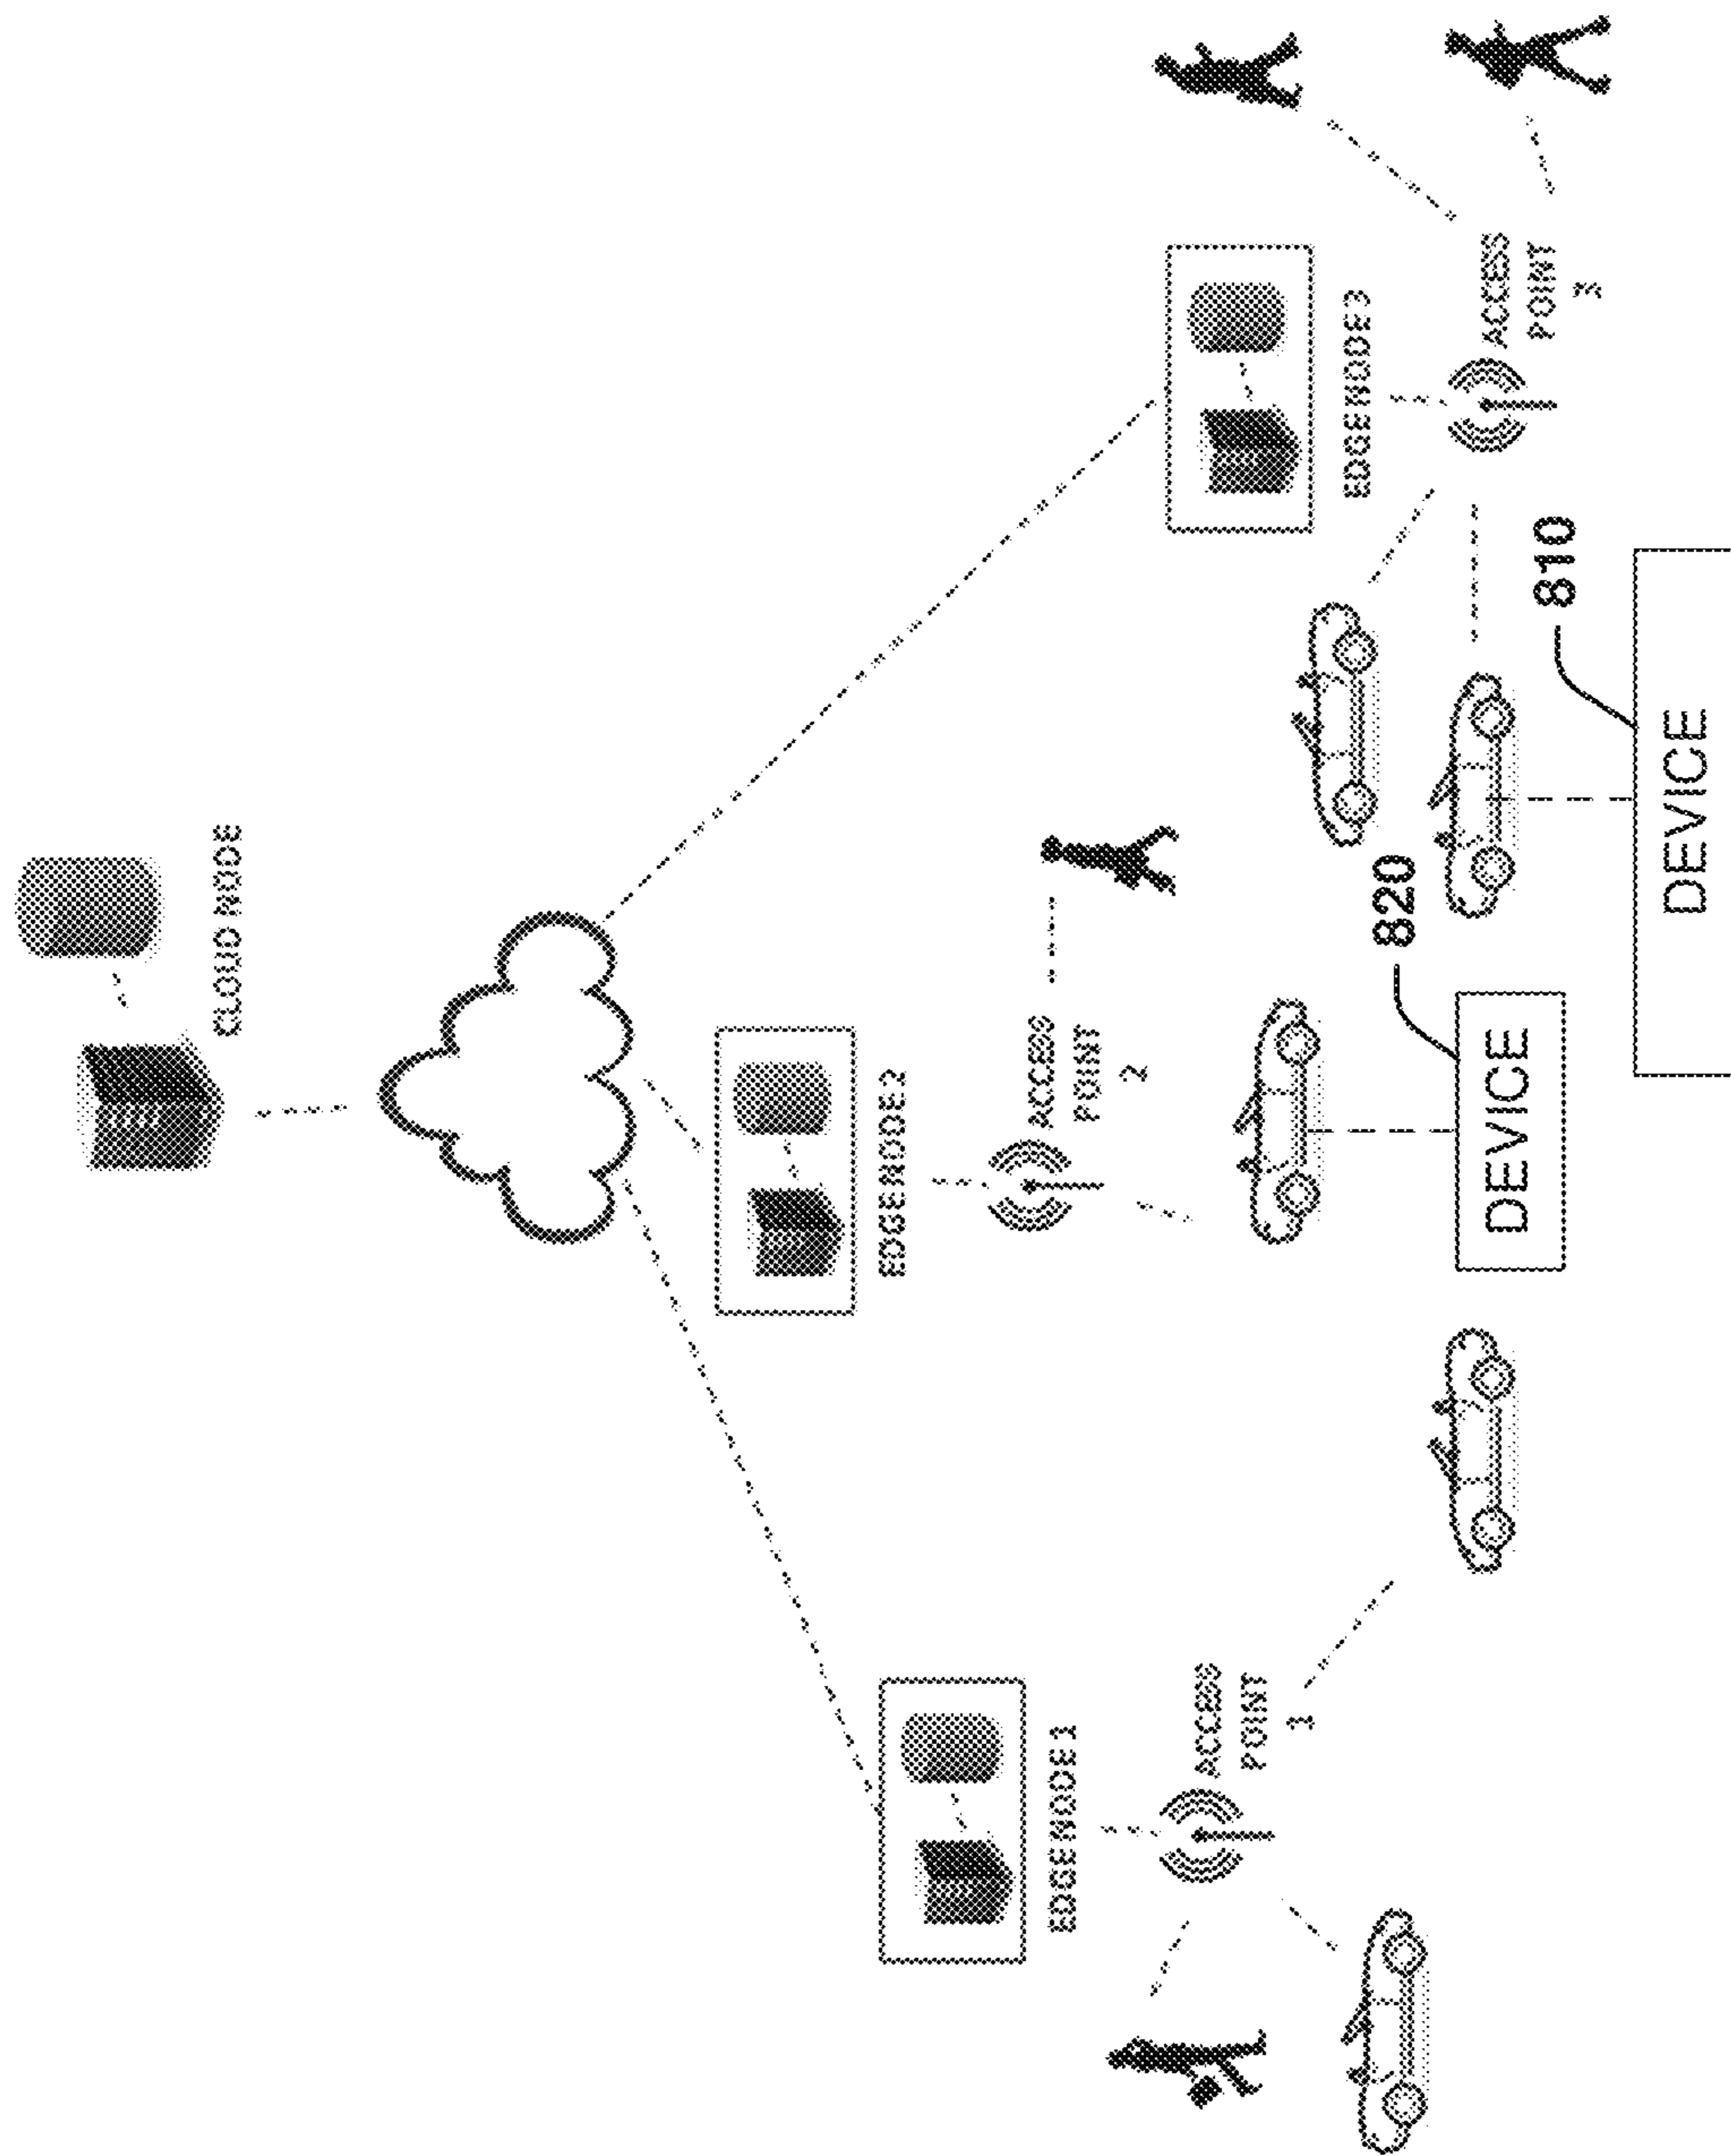 CLOUD NODE
EDGE NODE 1
EDGE NODE 2
EDGE NODE 3
ACCESS
POINT
1
ACCESS
POINT
2
ACCESS
POINT
3
820
DEVICE
810
DEVICE